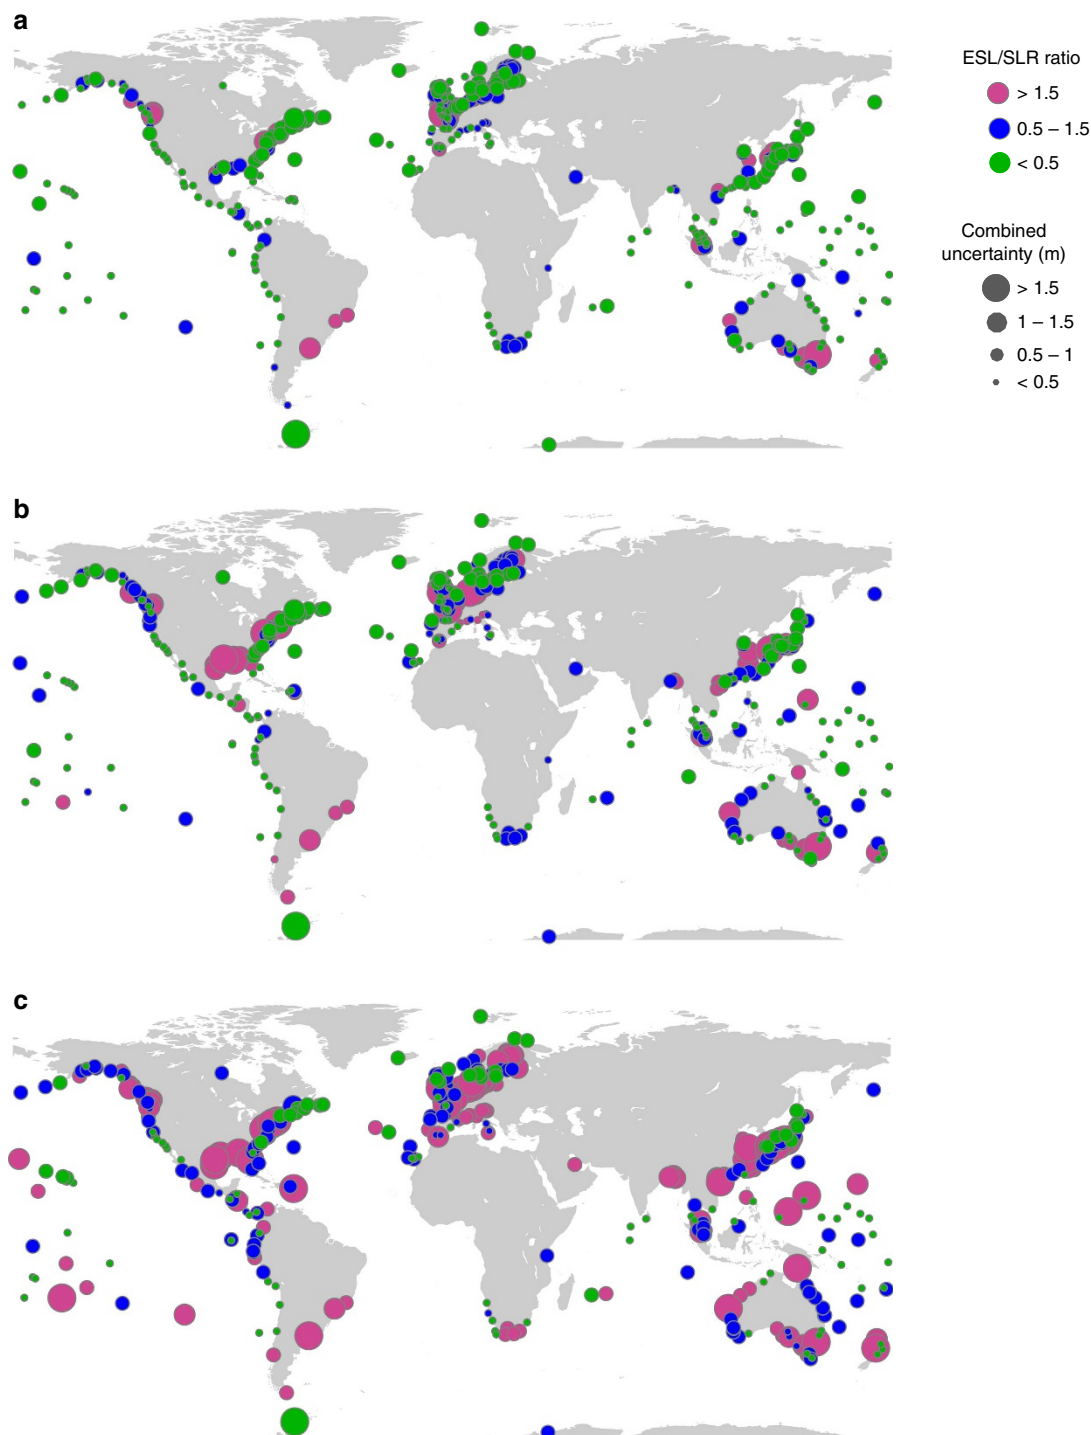 a
ESL/SLR ratio
> 1.5
0.5 – 1.5
< 0.5
Combined
uncertainty (m)
> 1.5
1 – 1.5
0.5 – 1
< 0.5
b
c